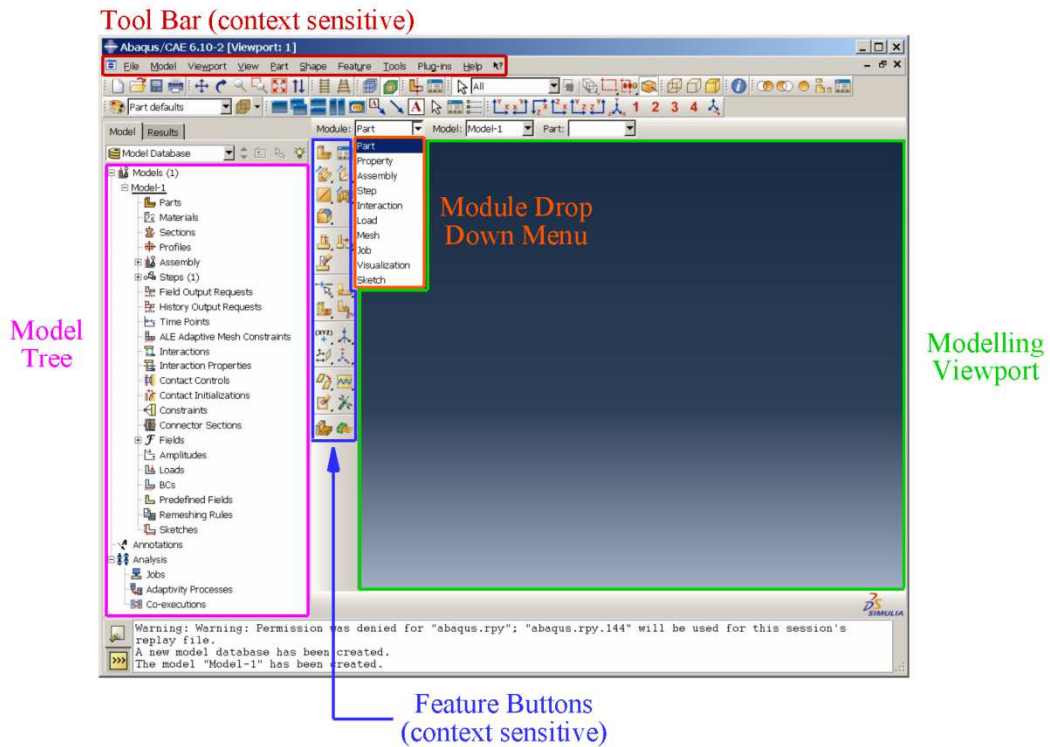 Tool Bar (context sensitive)
Abaqus/CAE 6.10-2 [Viewport: 1]
File Model Viewport View Part Shape Feature Tools Plug-ins Help
All
Part defaults
1 2 3 4
Model Results
Module: Part Model: Model-1 Part:
Model Database
Models (1)
Model-1
Parts
Materials
Sections
Profiles
Assembly
Steps (1)
Field Output Requests
History Output Requests
Time Points
ALE Adaptive Mesh Constraints
Interactions
Interaction Properties
Contact Controls
Contact Initializations
Constraints
Connector Sections
Fields
Amplitudes
Loads
BCs
Predefined Fields
Remeshing Rules
Sketches
Annotations
Analysis
Jobs
Adaptivity Processes
Co-executions
Part
Property
Assembly
Step
Interaction
Load
Mesh
Job
Visualization
Sketch
(XYZ)
Module Drop
Down Menu
Model
Tree
Modelling
Viewport
SIMULIA
Warning: Warning: Permission was denied for "abaqus.rpy"; "abaqus.rpy.144" will be used for this session's
replay file.
A new model database has been created.
The model "Model-1" has been created.
>>>
Feature Buttons
(context sensitive)